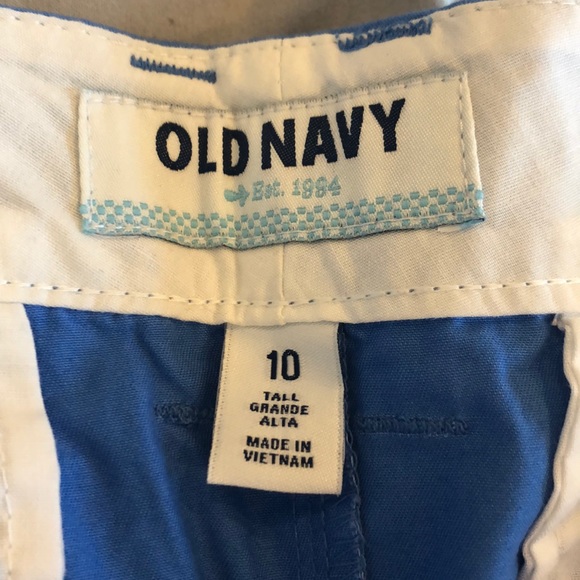 OLD NAVY
Est. 1994
10
TALL
GRANDE
ALTA
MADE IN
VIETNAM